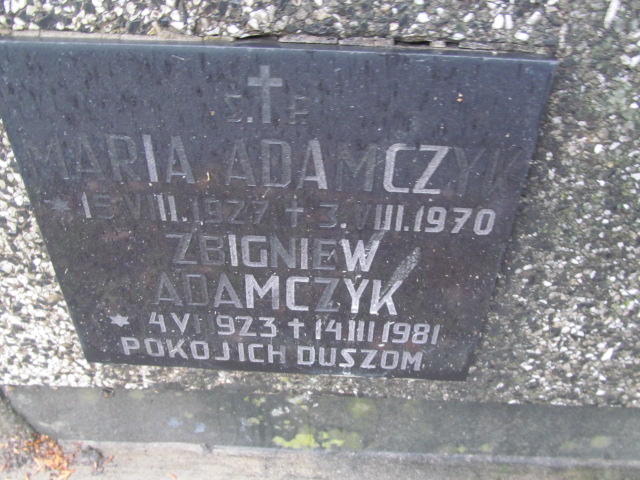 Ś.†P.
MARIA ADAMCZYK
* 15.VIII.1927 + 3.VIII.1970
ZBIGNIEW
ADAMCZYK
* 4.VI.1923 + 14.III.1981
POKÓJ ICH DUSZOM